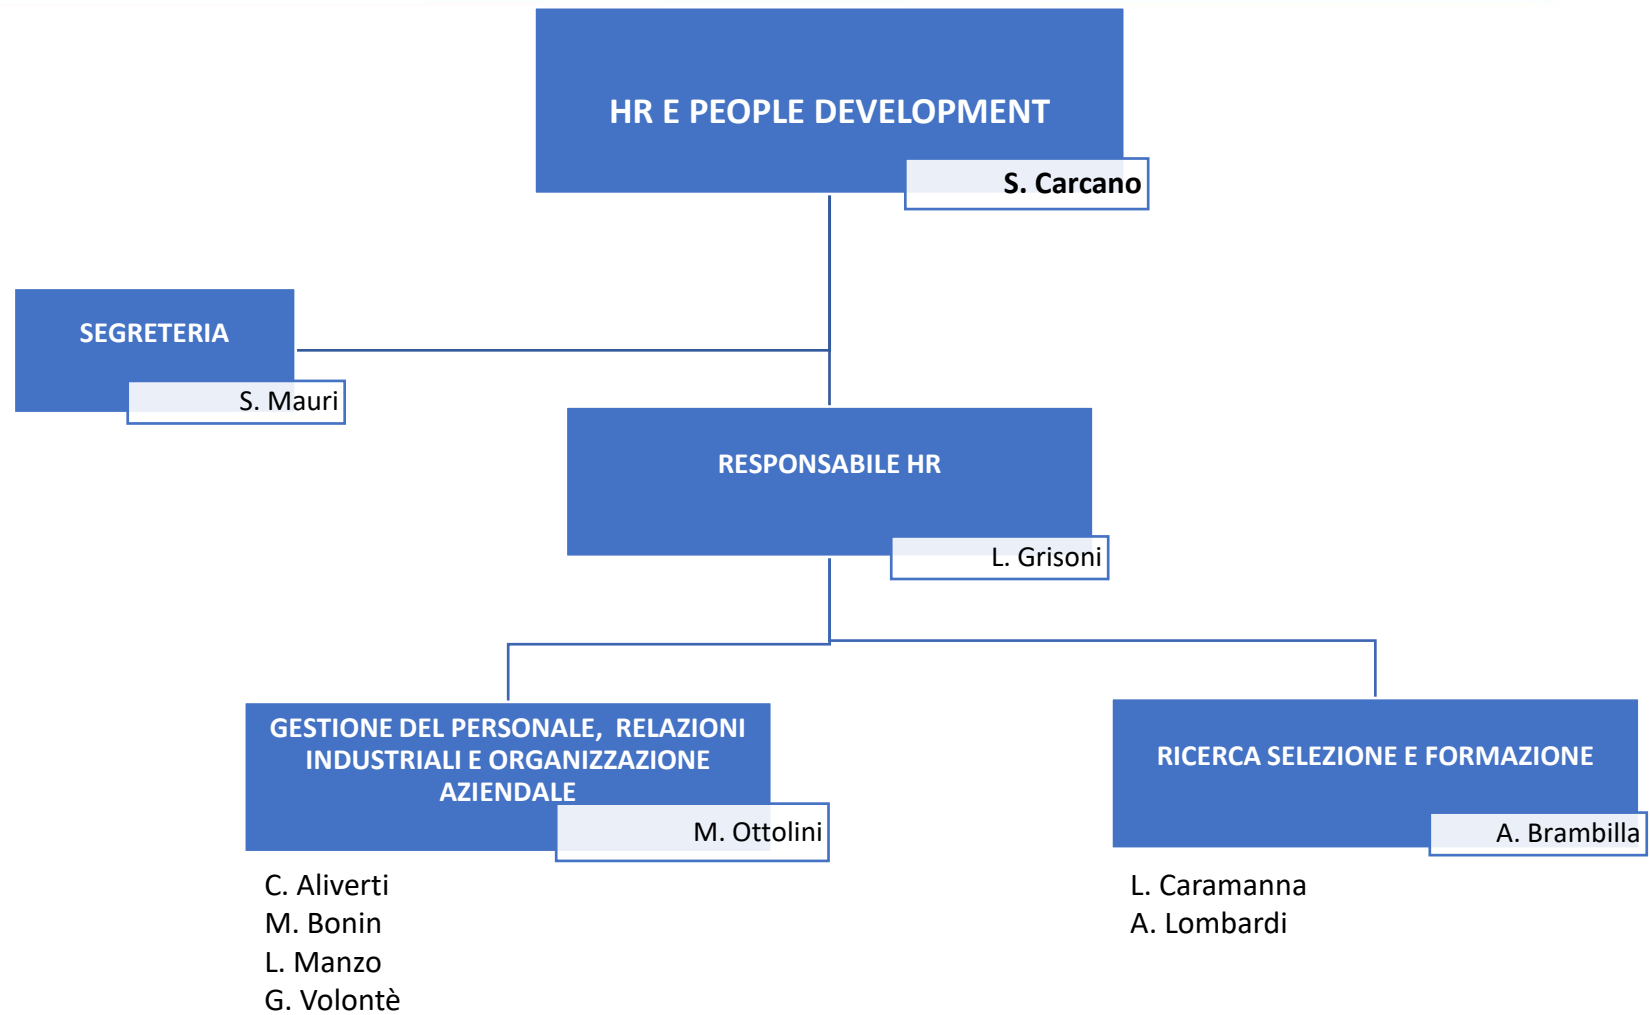 HR E PEOPLE DEVELOPMENT
S. Carcano
SEGRETERIA
S. Mauri
RESPONSABILE HR
L. Grisoni
GESTIONE DEL PERSONALE, RELAZIONI
INDUSTRIALI E ORGANIZZAZIONE
AZIENDALE
M. Ottolini
C. Aliverti
M. Bonin
L. Manzo
G. Volontè
RICERCA SELEZIONE E FORMAZIONE
A. Brambilla
L. Caramanna
A. Lombardi